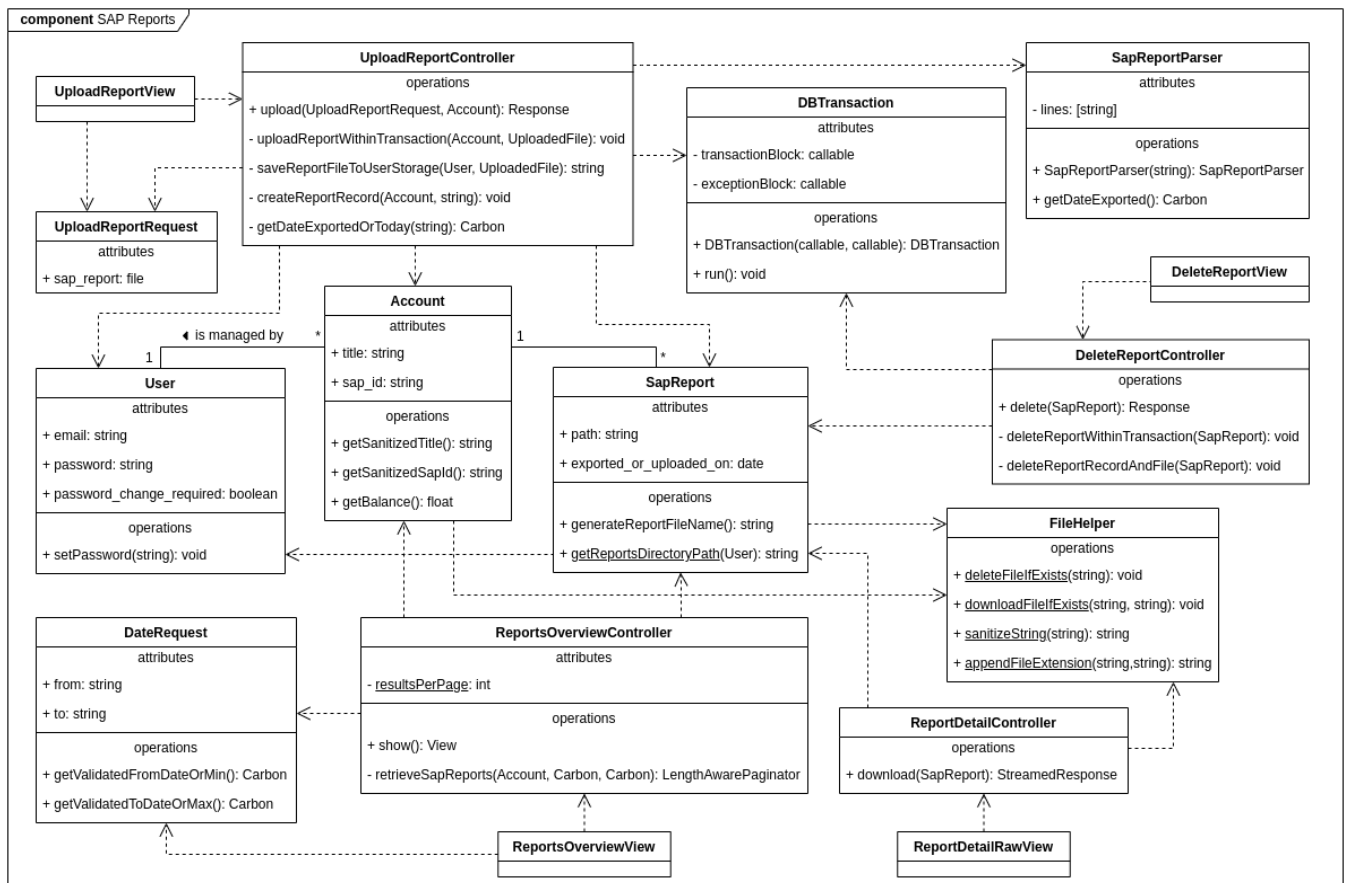 component SAP Reports
UploadReportView
UploadReportController
operations
+ upload(UploadReportRequest, Account): Response
- uploadReportWithinTransaction(Account, UploadedFile): void
- saveReportFileToUserStorage(User, UploadedFile): string
- createReportRecord(Account, string): void
- getDateExportedOrToday(string): Carbon
SapReportParser
attributes
- lines: [string]
operations
+ SapReportParser(string): SapReportParser
+ getDateExported(): Carbon
DBTransaction
attributes
- transactionBlock: callable
- exceptionBlock: callable
operations
+ DBTransaction(callable, callable): DBTransaction
+ run(): void
UploadReportRequest
attributes
+ sap_report: file
DeleteReportView
Account
attributes
+ title: string
+ sap_id: string
operations
+ getSanitizedTitle(): string
+ getSanitizedSapId(): string
+ getBalance(): float
is managed by
*
1
1
*
DeleteReportController
operations
+ delete(SapReport): Response
- deleteReportWithinTransaction(SapReport): void
- deleteReportRecordAndFile(SapReport): void
User
attributes
+ email: string
+ password: string
+ password_change_required: boolean
operations
+ setPassword(string): void
SapReport
attributes
+ path: string
+ exported_or_uploaded_on: date
operations
+ generateReportFileName(): string
+ getReportsDirectoryPath(User): string
FileHelper
operations
+ deleteFileIfExists(string): void
+ downloadFileIfExists(string, string): void
+ sanitizeString(string): string
+ appendFileExtension(string,string): string
DateRequest
attributes
+ from: string
+ to: string
operations
+ getValidatedFromDateOrMin(): Carbon
+ getValidatedToDateOrMax(): Carbon
ReportsOverviewController
attributes
- resultsPerPage: int
operations
+ show(): View
- retrieveSapReports(Account, Carbon, Carbon): LengthAwarePaginator
ReportDetailController
operations
+ download(SapReport): StreamedResponse
ReportsOverviewView
ReportDetailRawView